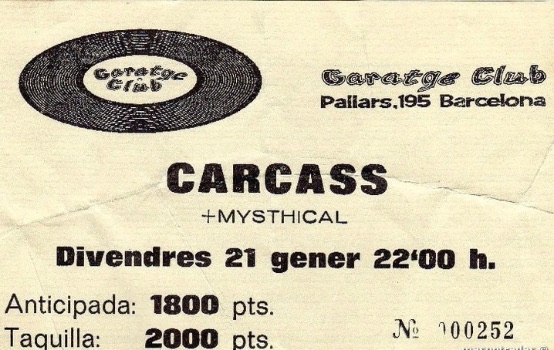 Garatge
Club
Garatge Club
Pallars,195 Barcelona
CARCASS
+MYSTHICAL
Divendres 21 gener 22'00 h.
Anticipada: 1800 pts.
Taquilla: 2000 pts.
№ 000252